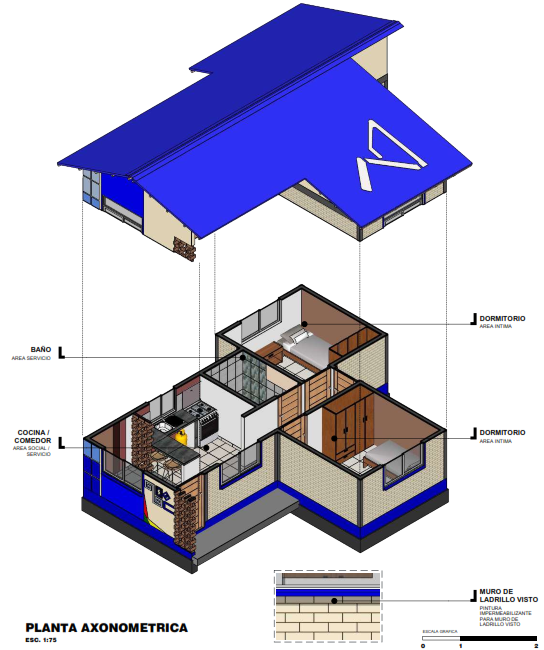 DORMITORIO
AREA INTIMA
BAÑO
AREA SERVICIO
COCINA /
COMEDOR
AREA SOCIAL /
SERVICIO
DORMITORIO
AREA INTIMA
MURO DE
LADRILLO VISTO
PINTURA
IMPERMEABILIZANTE
PARA MURO DE
LADRILLO VISTO
PLANTA AXONOMETRICA
ESC. 1:75
ESCALA GRAFICA
0 1 2